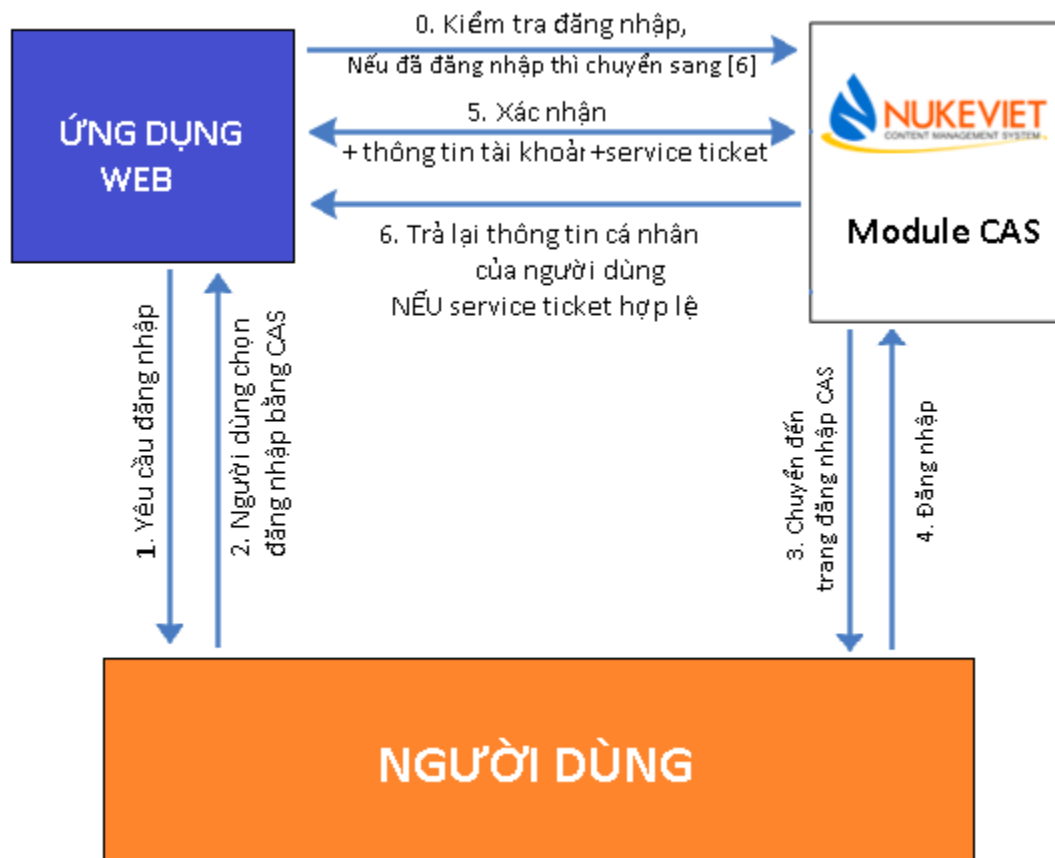 0. Kiểm tra đăng nhập,
Nếu đã đăng nhập thì chuyển sang [6]
ỨNG DỤNG
WEB
5. Xác nhận
+ thông tin tài khoản +service ticket
6. Trả lại thông tin cá nhân
của người dùng
NẾU service ticket hợp lệ
NUKEVIET
CONTENT MANAGEMENT SYSTEM
Module CAS
1. Yêu cầu đăng nhập
2. Người dùng chọn
đăng nhập bằng CAS
3. Chuyển đến
trang đăng nhập CAS
4. Đăng nhập
NGƯỜI DÙNG